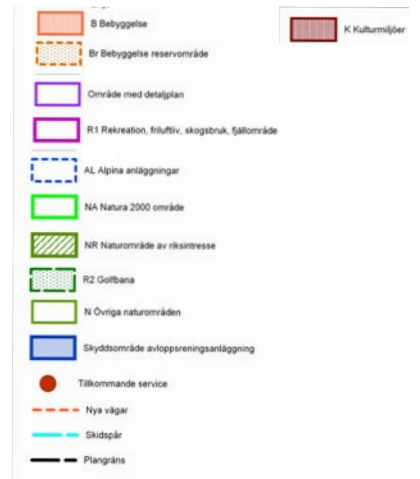 B Bebyggelse
K Kulturmiljöer
Br Bebyggelse reservområde
Område med detaljplan
R1 Rekreation, friluftliv, skogsbruk, fjällområde
AL Alpina anläggningar
NA Natura 2000 område
NR Naturområde av riksintresse
R2 Golfbana
N Övriga naturområden
Skyddsområde avloppsreningsanläggning
Tillkommande service
Nya vägar
Skidspår
Plangräns